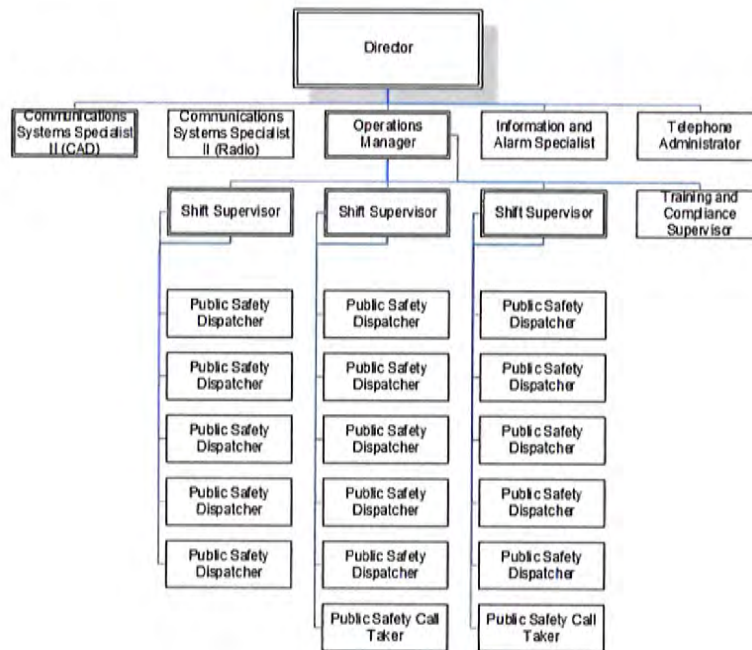 Director
Communications
Systems Specialist
II (CAD)
Communications
Systems Specialist
II (Radio)
Operations
Manager
Information and
Alarm Specialist
Telephone
Administrator
Shift Supervisor
Shift Supervisor
Shift Supervisor
Training and
Compliance
Supervisor
Public Safety
Dispatcher
Public Safety
Dispatcher
Public Safety
Dispatcher
Public Safety
Dispatcher
Public Safety
Dispatcher
Public Safety
Dispatcher
Public Safety
Dispatcher
Public Safety
Dispatcher
Public Safety
Dispatcher
Public Safety
Dispatcher
Public Safety
Dispatcher
Public Safety
Dispatcher
Public Safety
Dispatcher
Public Safety
Dispatcher
Public Safety
Dispatcher
Public Safety Call
Taker
Public Safety Call
Taker